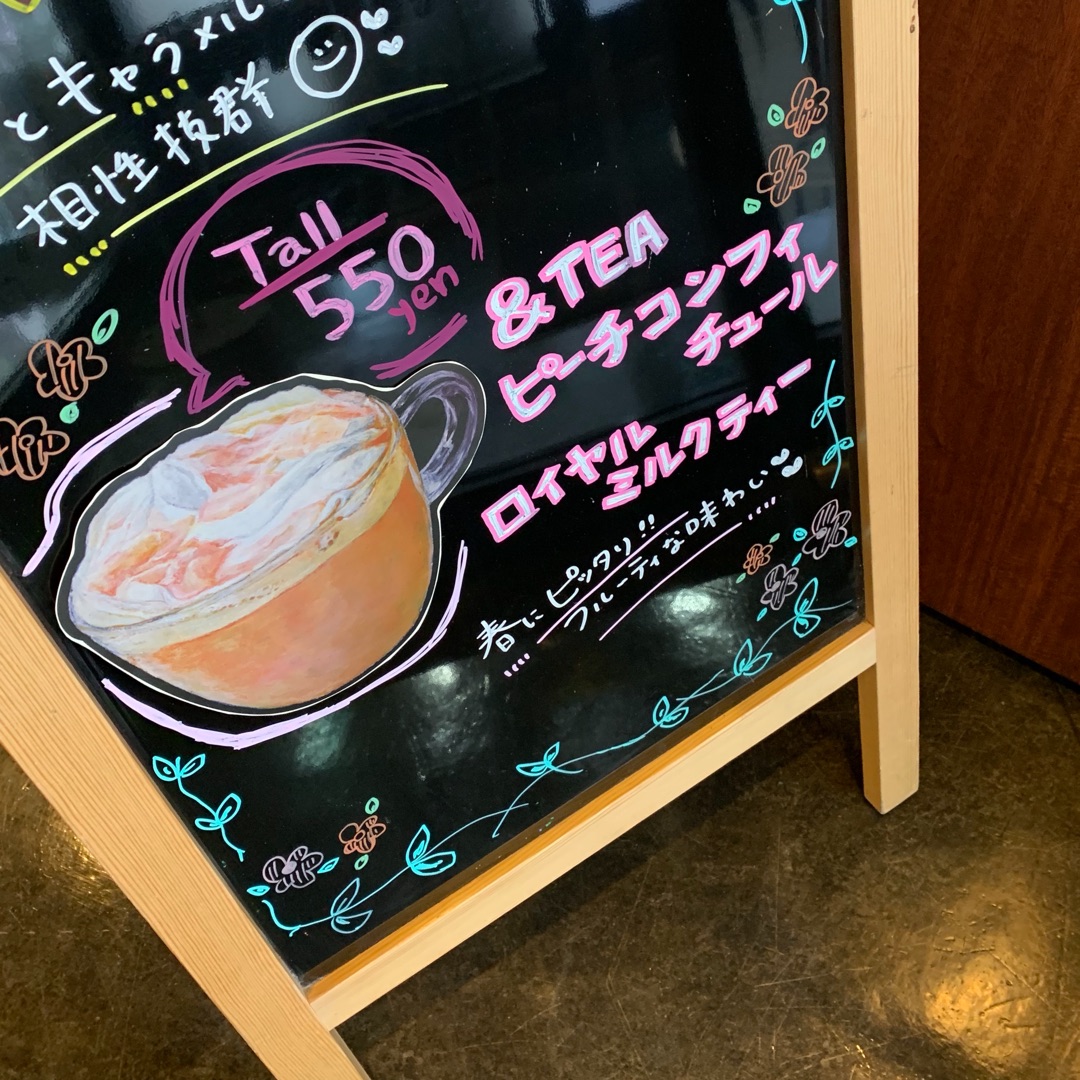 とキャラメル
相性抜群
Tall
550
yen
&TEA
ピーチコンフィ
チュール
ロイヤル
ミルクティー
春にピッタリ!!
フルーティな味わい